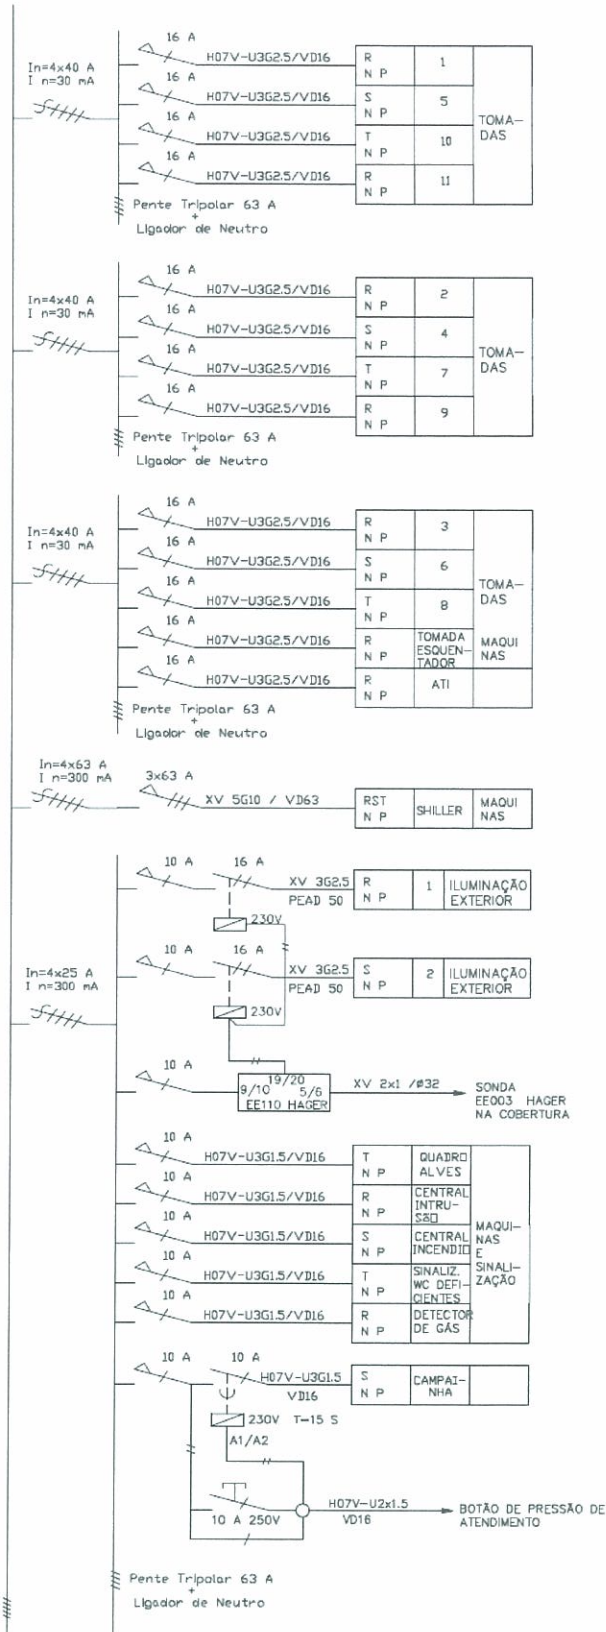 16 A
H07V-U3G2.5/VD16
R
N P
1
In=4x40 A
I n=30 mA
16 A
H07V-U3G2.5/VD16
S
N P
5
TOMA-
DAS
16 A
H07V-U3G2.5/VD16
T
N P
10
16 A
H07V-U3G2.5/VD16
R
N P
11
Pente Tripolar 63 A
+
Ligador de Neutro
16 A
H07V-U3G2.5/VD16
R
N P
2
In=4x40 A
I n=30 mA
16 A
H07V-U3G2.5/VD16
S
N P
4
TOMA-
DAS
16 A
H07V-U3G2.5/VD16
T
N P
7
16 A
H07V-U3G2.5/VD16
R
N P
9
Pente Tripolar 63 A
+
Ligador de Neutro
16 A
H07V-U3G2.5/VD16
R
N P
3
In=4x40 A
I n=30 mA
16 A
H07V-U3G2.5/VD16
S
N P
6
TOMA-
DAS
16 A
H07V-U3G2.5/VD16
T
N P
8
16 A
H07V-U3G2.5/VD16
R
N P
TOMADA
ESQUEN-
TADOR
MAQUI
NAS
16 A
H07V-U3G2.5/VD16
R
N P
ATI
Pente Tripolar 63 A
+
Ligador de Neutro
In=4x63 A
I n=300 mA
3x63 A
XV 5G10 / VD63
RST
N P
SHILLER
MAQUI
NAS
10 A
16 A
XV 3G2.5
PEAD 50
R
N P
1
ILUMINAÇÃO
EXTERIOR
230V
In=4x25 A
I n=300 mA
10 A
16 A
XV 3G2.5
PEAD 50
S
N P
2
ILUMINAÇÃO
EXTERIOR
230V
10 A
19/20
9/10 5/6
EE110 HAGER
XV 2x1 /ø32
SONDA
EE003 HAGER
NA COBERTURA
10 A
H07V-U3G1.5/VD16
T
N P
QUADRO
ALVES
10 A
H07V-U3G1.5/VD16
R
N P
CENTRAL
INTRU-
SãO
10 A
H07V-U3G1.5/VD16
S
N P
CENTRAL
INCENDIO
MAQUI-
NAS
E
SINALI-
ZAÇÃO
10 A
H07V-U3G1.5/VD16
T
N P
SINALIZ.
WC DEFI-
CIENTES
10 A
H07V-U3G1.5/VD16
R
N P
DETECTOR
DE GÁS
10 A
10 A
H07V-U3G1.5
VD16
S
N P
CAMPAI-
NHA
230V T-15 S
A1/A2
10 A 250V
H07V-U2x1.5
VD16
BOTÃO DE PRESSÃO DE
ATENDIMENTO
Pente Tripolar 63 A
+
Ligador de Neutro